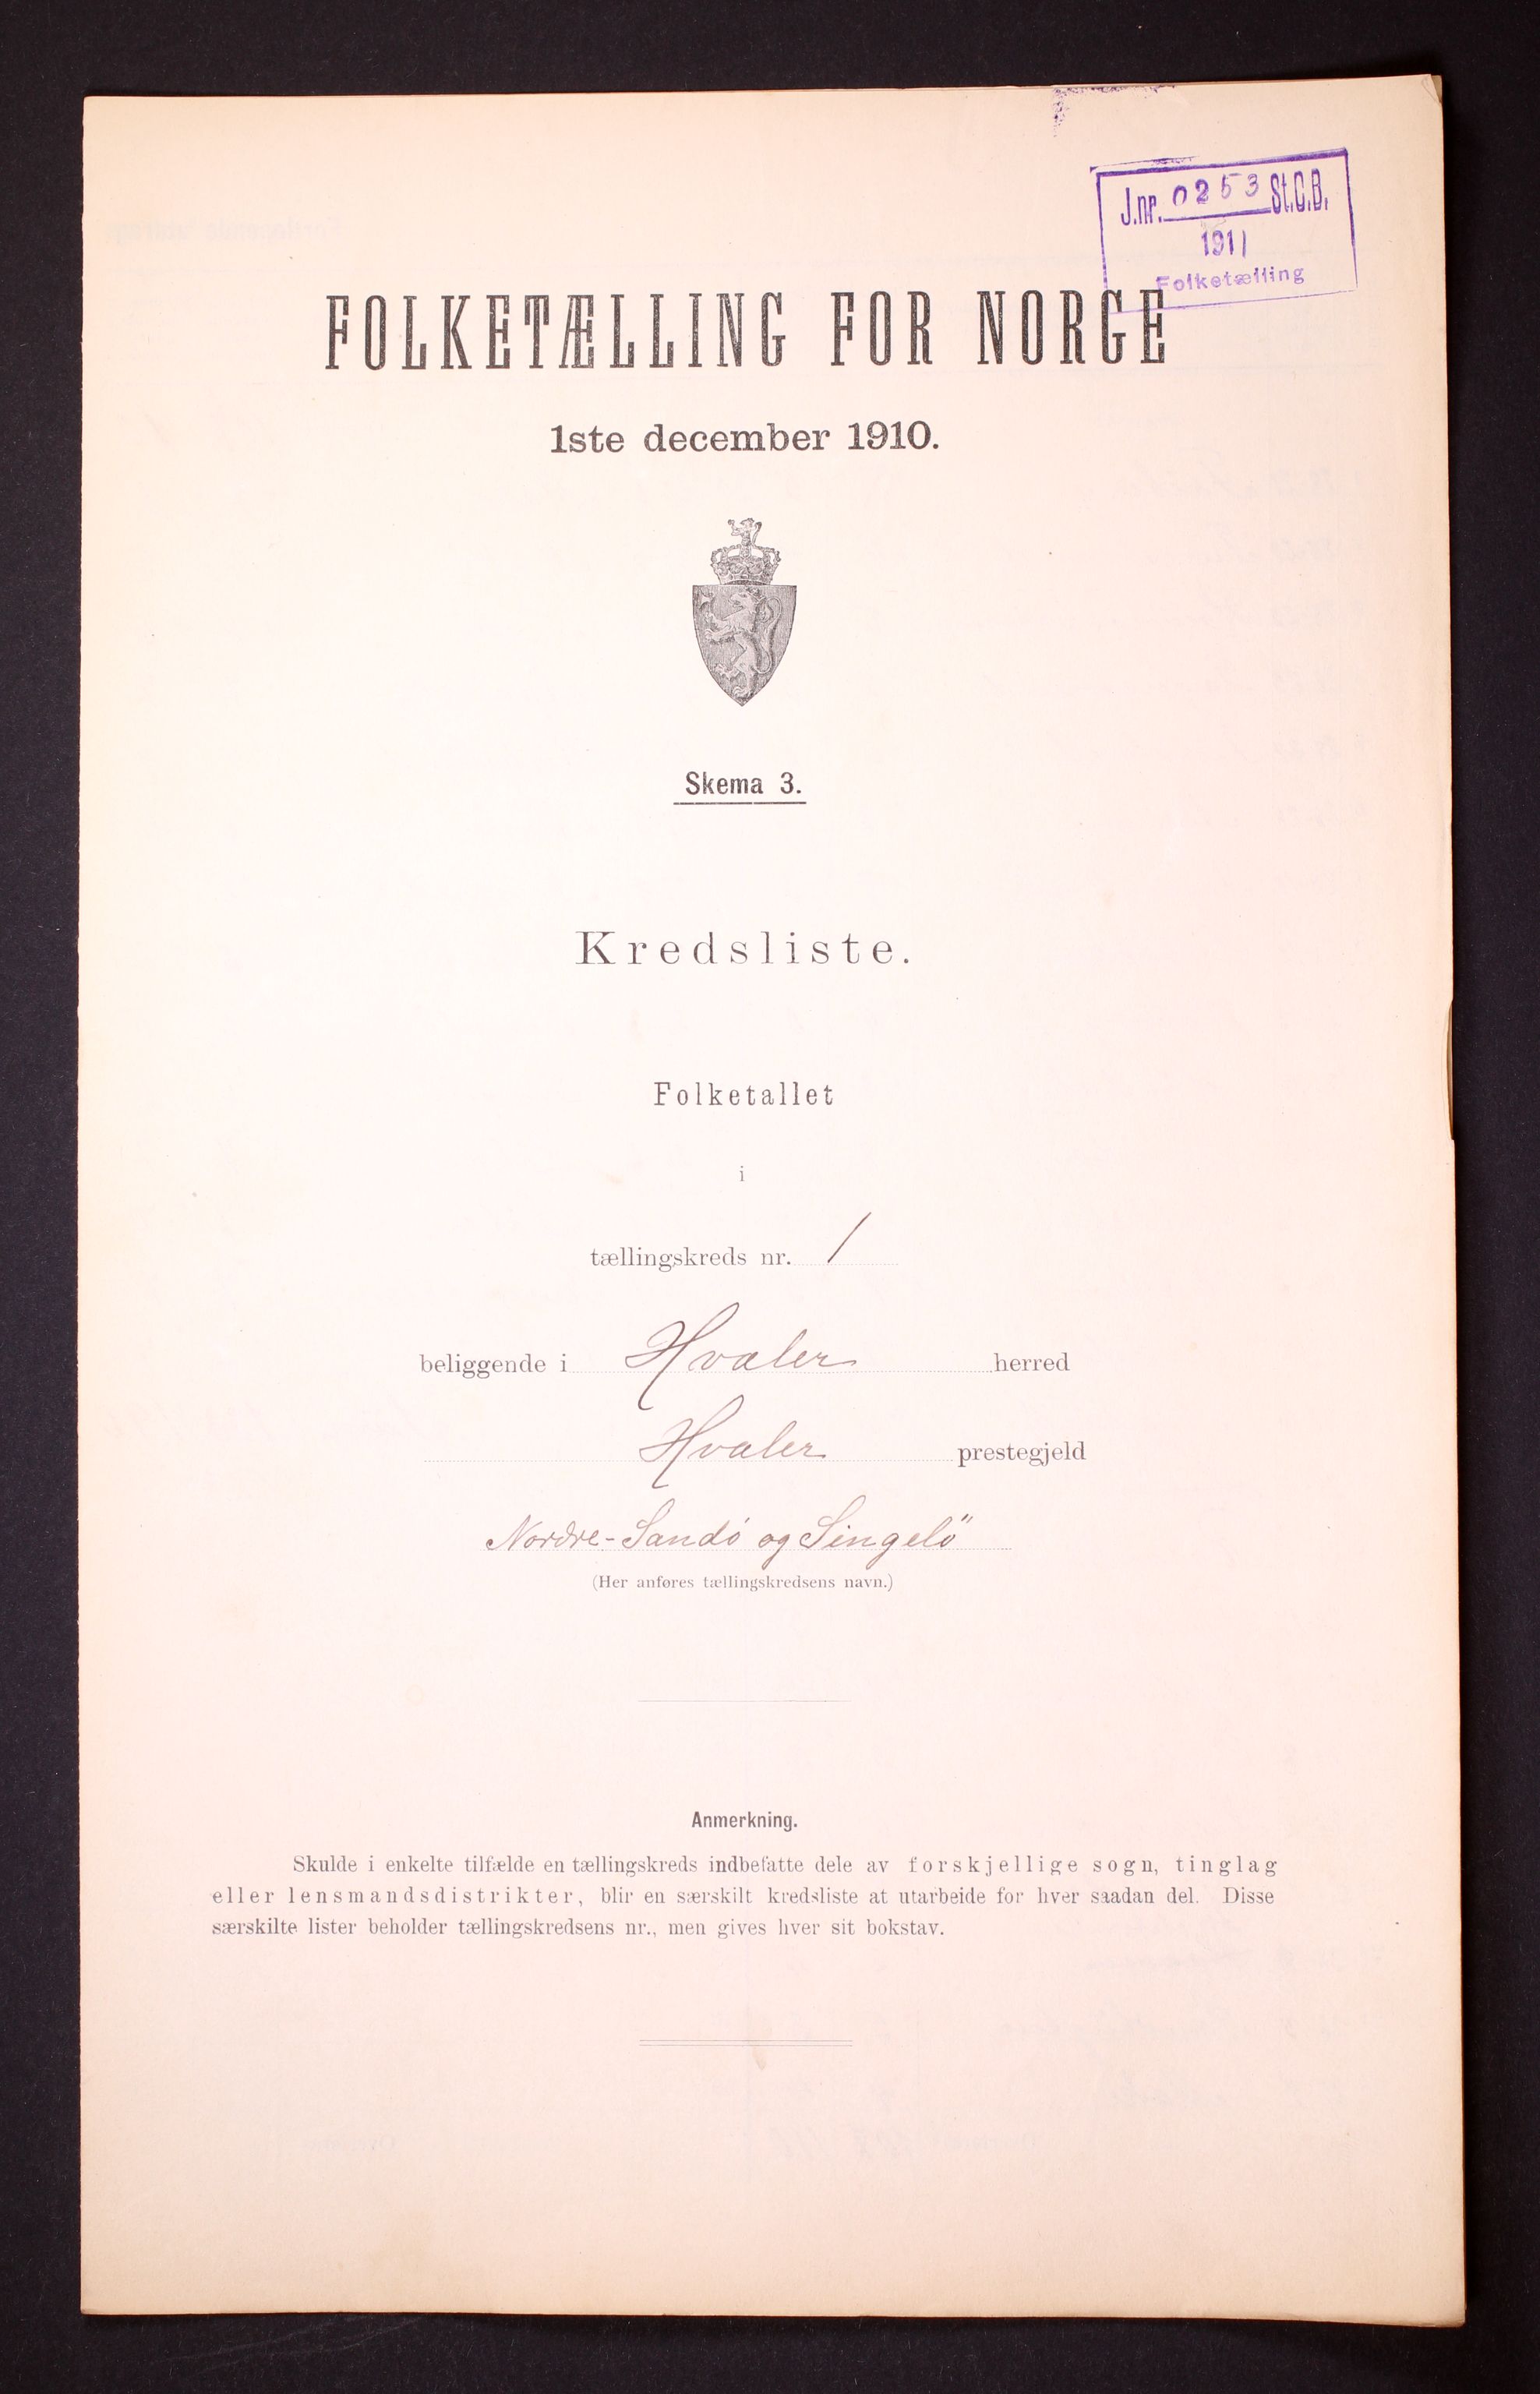 J.nr. 0253 St.C.B.
1911
Folketælling
FOLKETÆLLING FOR NORGE
1ste december 1910.
Skema 3.
Kredsliste.
Folketallet
i
tællingskreds nr. 1
beliggende i Hvaler herred
Hvaler prestegjeld
Nordre-Sandö og Singelö
(Her anføres tællingskredsens navn.)
Anmerkning.
Skulde i enkelte tilfælde en tællingskreds indbefatte dele av forskjellige sogn, tinglag
eller lensmandsdistrikter, blir en særskilt kredsliste at utarbeide for hver saadan del. Disse
særskilte lister beholder tællingskredsens nr., men gives hver sit bokstav.